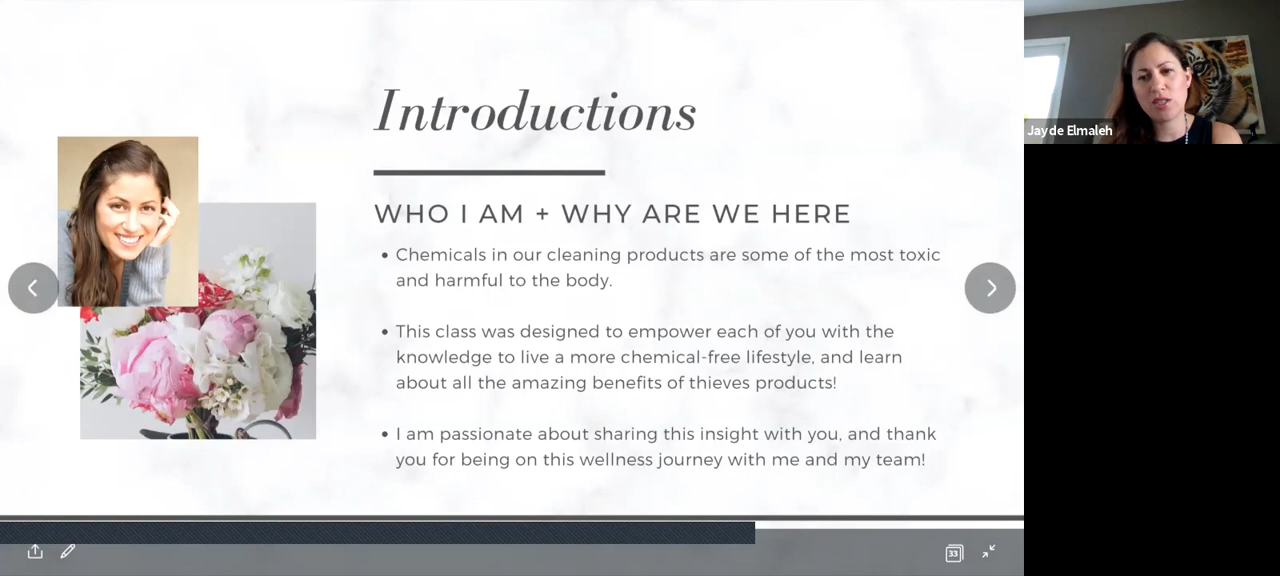 Introductions
WHO I AM + WHY ARE WE HERE
• Chemicals in our cleaning products are some of the most toxic
and harmful to the body.
• This class was designed to empower each of you with the
knowledge to live a more chemical-free lifestyle, and learn
about all the amazing benefits of thieves products!
• I am passionate about sharing this insight with you, and thank
you for being on this wellness journey with me and my team!
Jayde Elmaleh
33